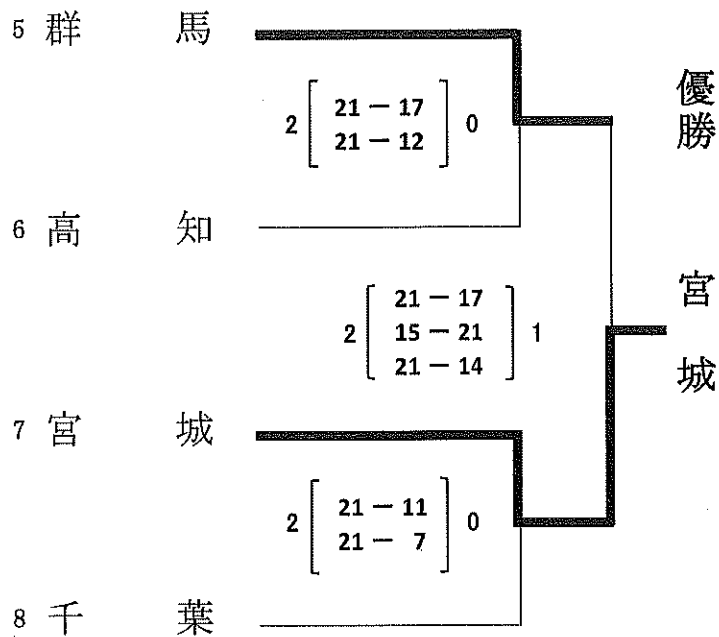 5 群 馬
2 [ 21 － 17 ] 0
21 － 12
6 高 知
2 [ 21 － 17 ] 1
15 － 21
21 － 14
7 宮 城
2 [ 21 － 11 ] 0
21 － 7
8 千 葉
優勝
宮城